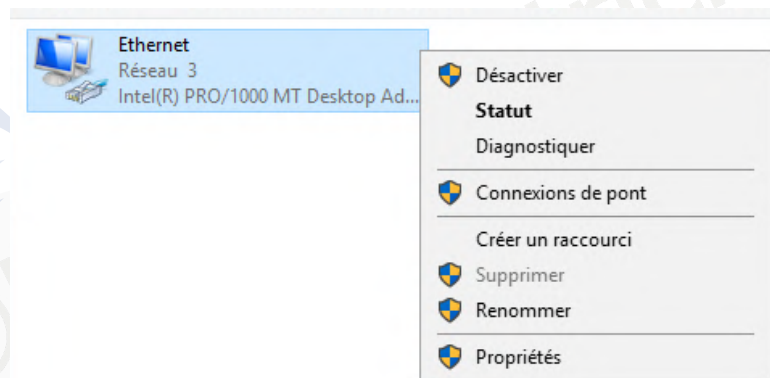 Ethernet
Réseau 3
Intel(R) PRO/1000 MT Desktop Ad...
Désactiver
Statut
Diagnostiquer
Connexions de pont
Créer un raccourci
Supprimer
Renommer
Propriétés